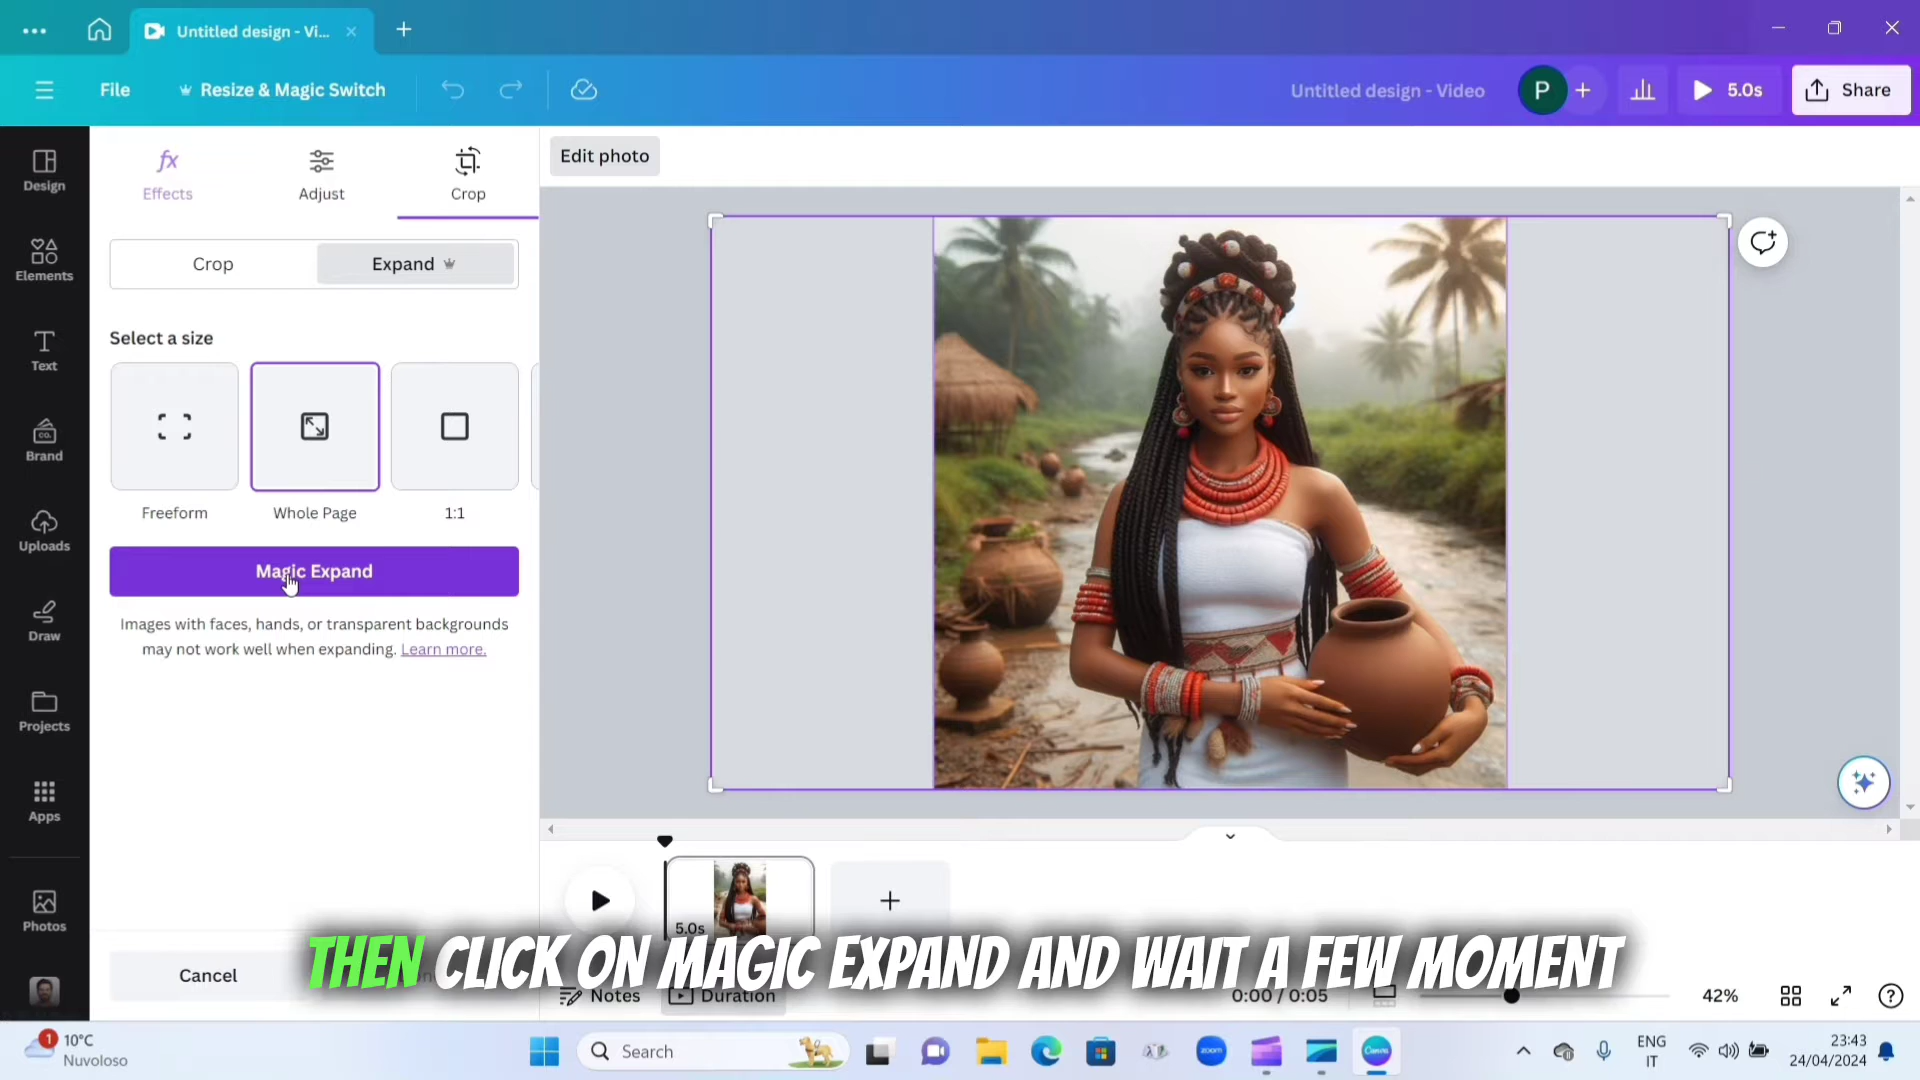 Untitled design - Vi...
File
Resize & Magic Switch
Untitled design - Video
P
5.0s
Share
Design
Elements
Text
CO.
Brand
Uploads
Draw
Projects
Apps
Photos
fx
Effects
Adjust
Crop
Crop
Expand
Select a size
Freeform
Whole Page
1:1
Magic Expand
Images with faces, hands, or transparent backgrounds
may not work well when expanding. Learn more.
Cancel
Edit photo
5.0s
THEN CLICK ON MAGIC EXPAND AND WAIT A FEW MOMENT
Notes
Duration
0:00 / 0:05
42%
1
10°C
Nuvoloso
Search
zoom
Canva
ENG
IT
23:43
24/04/2024